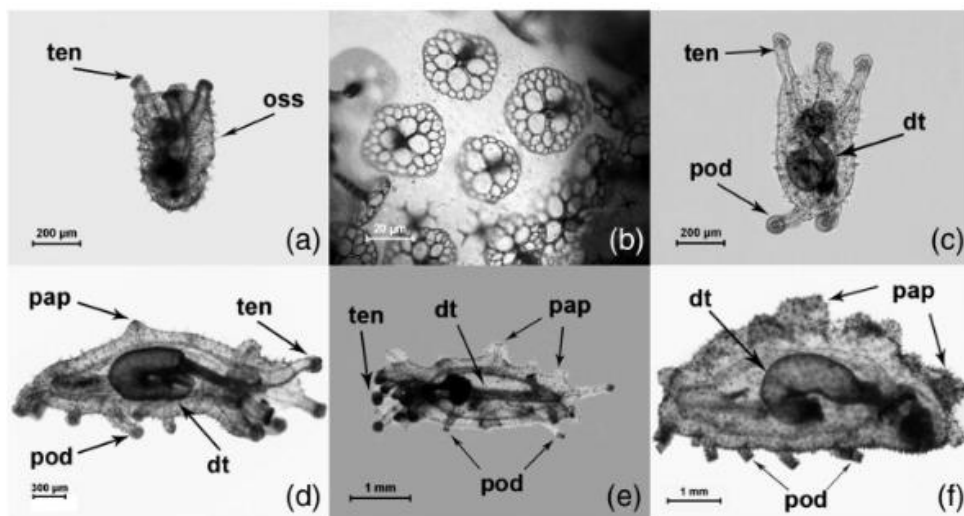 ten
oss
200 µm
(a)
20 µm
(b)
ten
dt
pod
200 µm
(c)
pap
ten
pod
dt
300 µm
(d)
ten
dt
pap
pod
1 mm
(e)
dt
pap
pod
1 mm
(f)